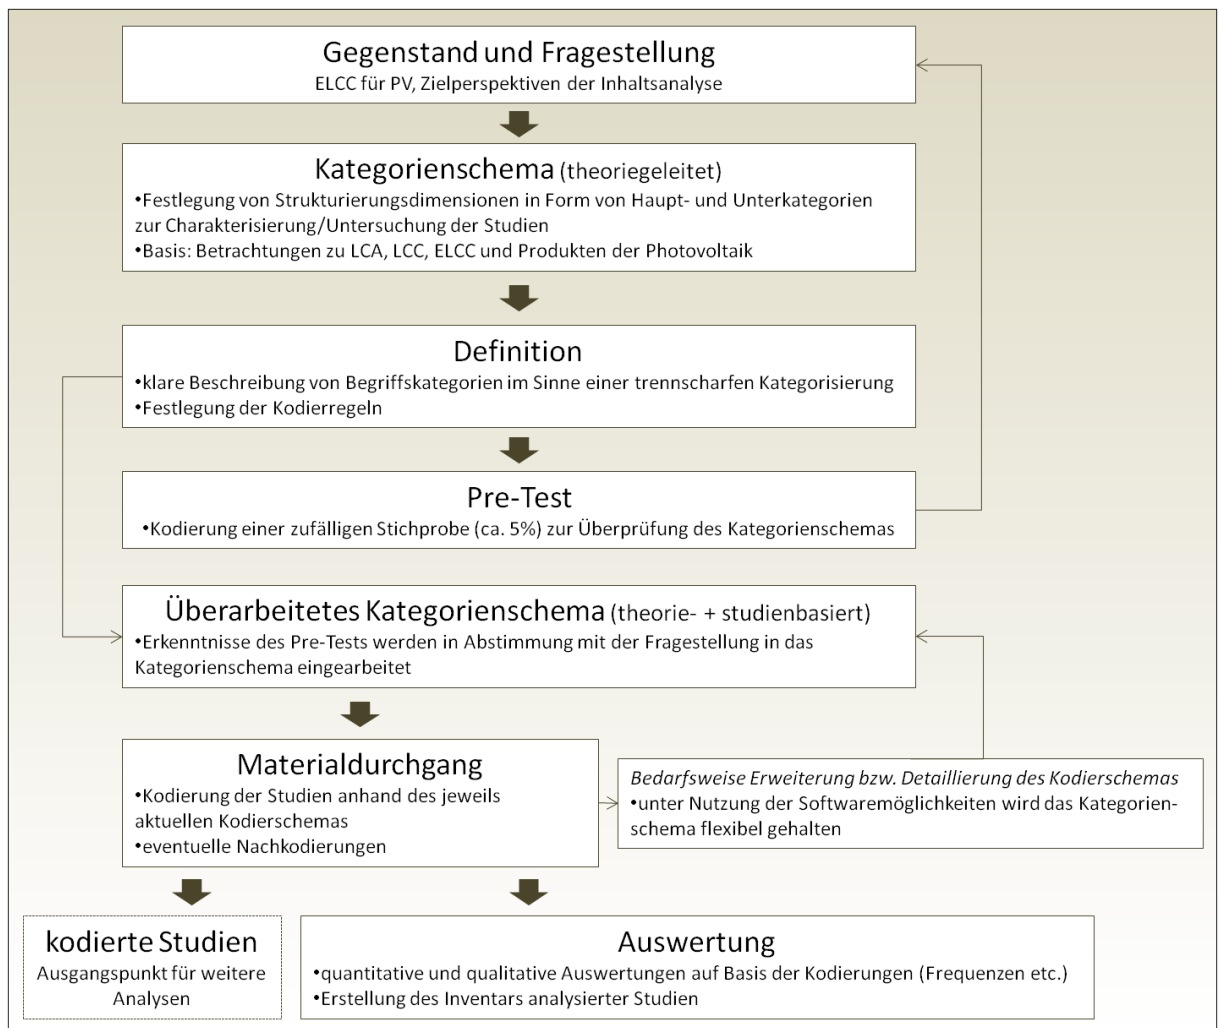 Gegenstand und Fragestellung
ELCC für PV, Zielperspektiven der Inhaltsanalyse
Kategorienschema (theoriegeleitet)
•Festlegung von Strukturierungsdimensionen in Form von Haupt- und Unterkategorien
zur Charakterisierung/Untersuchung der Studien
•Basis: Betrachtungen zu LCA, LCC, ELCC und Produkten der Photovoltaik
Definition
•klare Beschreibung von Begriffskategorien im Sinne einer trennscharfen Kategorisierung
•Festlegung der Kodierregeln
Pre-Test
•Kodierung einer zufälligen Stichprobe (ca. 5%) zur Überprüfung des Kategorienschemas
Überarbeitetes Kategorienschema (theorie- + studienbasiert)
•Erkenntnisse des Pre-Tests werden in Abstimmung mit der Fragestellung in das
Kategorienschema eingearbeitet
Materialdurchgang
•Kodierung der Studien anhand des jeweils
aktuellen Kodierschemas
•eventuelle Nachkodierungen
Bedarfsweise Erweiterung bzw. Detaillierung des Kodierschemas
•unter Nutzung der Softwaremöglichkeiten wird das Kategorien-
schema flexibel gehalten
kodierte Studien
Ausgangspunkt für weitere
Analysen
Auswertung
•quantitative und qualitative Auswertungen auf Basis der Kodierungen (Frequenzen etc.)
•Erstellung des Inventars analysierter Studien